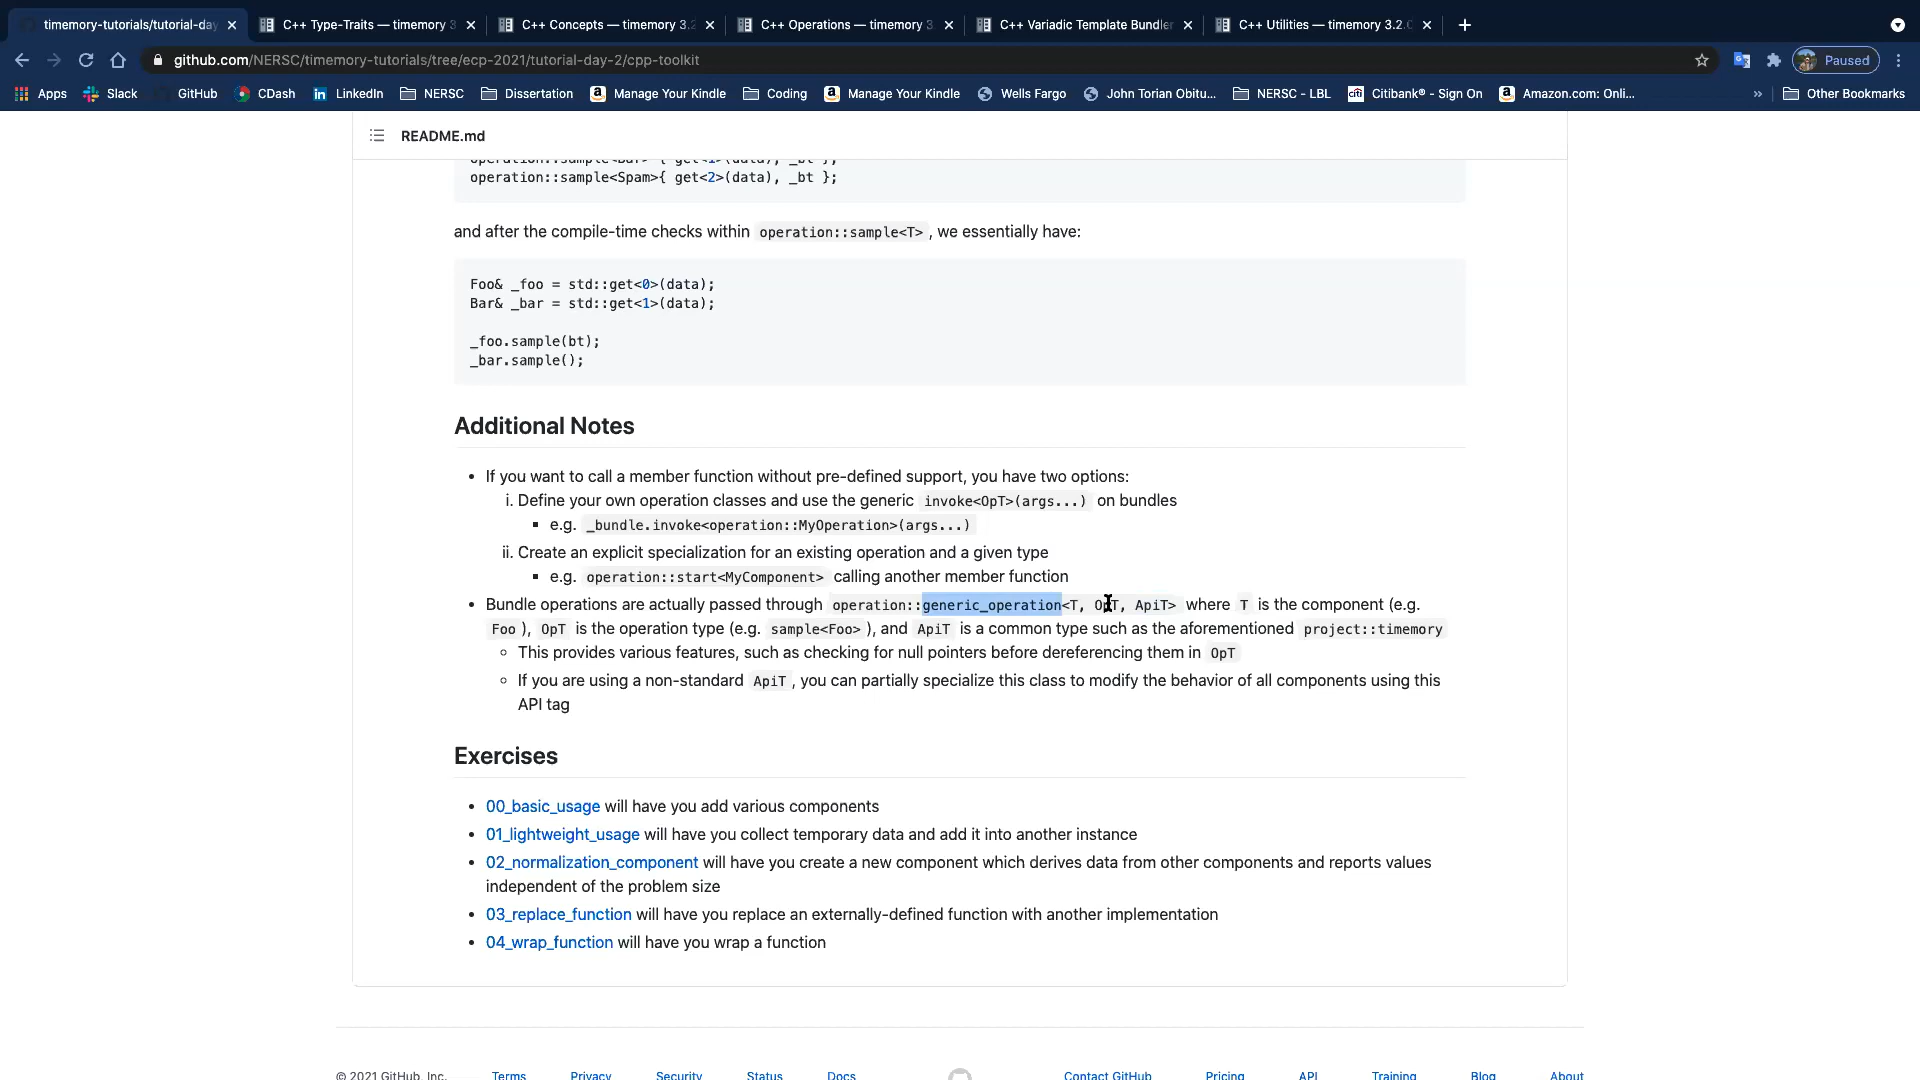 timemory-tutorials/tutorial-day
C++ Type-Traits — timemory 3
C++ Concepts — timemory 3.2
C++ Operations — timemory 3.
C++ Variadic Template Bundler
C++ Utilities — timemory 3.2.0
github.com/NERSC/timemory-tutorials/tree/ecp-2021/tutorial-day-2/cpp-toolkit
Paused
Apps
Slack
GitHub
CDash
LinkedIn
NERSC
Dissertation
Manage Your Kindle
Coding
Manage Your Kindle
Wells Fargo
John Torian Obitu...
NERSC - LBL
Citibank® - Sign On
Amazon.com: Onli...
»
Other Bookmarks
README.md
operation::sample<Bar> { get<1>(data), _bt };
operation::sample<Spam>{ get<2>(data), _bt };
and after the compile-time checks within operation::sample<T> , we essentially have:
Foo& _foo = std::get<0>(data);
Bar& _bar = std::get<1>(data);
_foo.sample(bt);
_bar.sample();
Additional Notes
• If you want to call a member function without pre-defined support, you have two options:
i. Define your own operation classes and use the generic invoke<OpT>(args...) on bundles
▪ e.g. _bundle.invoke<operation::MyOperation>(args...)
ii. Create an explicit specialization for an existing operation and a given type
▪ e.g. operation::start<MyComponent> calling another member function
• Bundle operations are actually passed through operation::generic_operation<T, OpT, ApiT> where T is the component (e.g.
Foo ), OpT is the operation type (e.g. sample<Foo> ), and ApiT is a common type such as the aforementioned project::timemory
◦ This provides various features, such as checking for null pointers before dereferencing them in OpT
◦ If you are using a non-standard ApiT , you can partially specialize this class to modify the behavior of all components using this
API tag
Exercises
• 00_basic_usage will have you add various components
• 01_lightweight_usage will have you collect temporary data and add it into another instance
• 02_normalization_component will have you create a new component which derives data from other components and reports values
independent of the problem size
• 03_replace_function will have you replace an externally-defined function with another implementation
• 04_wrap_function will have you wrap a function
© 2021 GitHub, Inc.
Terms
Privacy
Security
Status
Docs
Contact GitHub
Pricing
API
Training
Blog
About